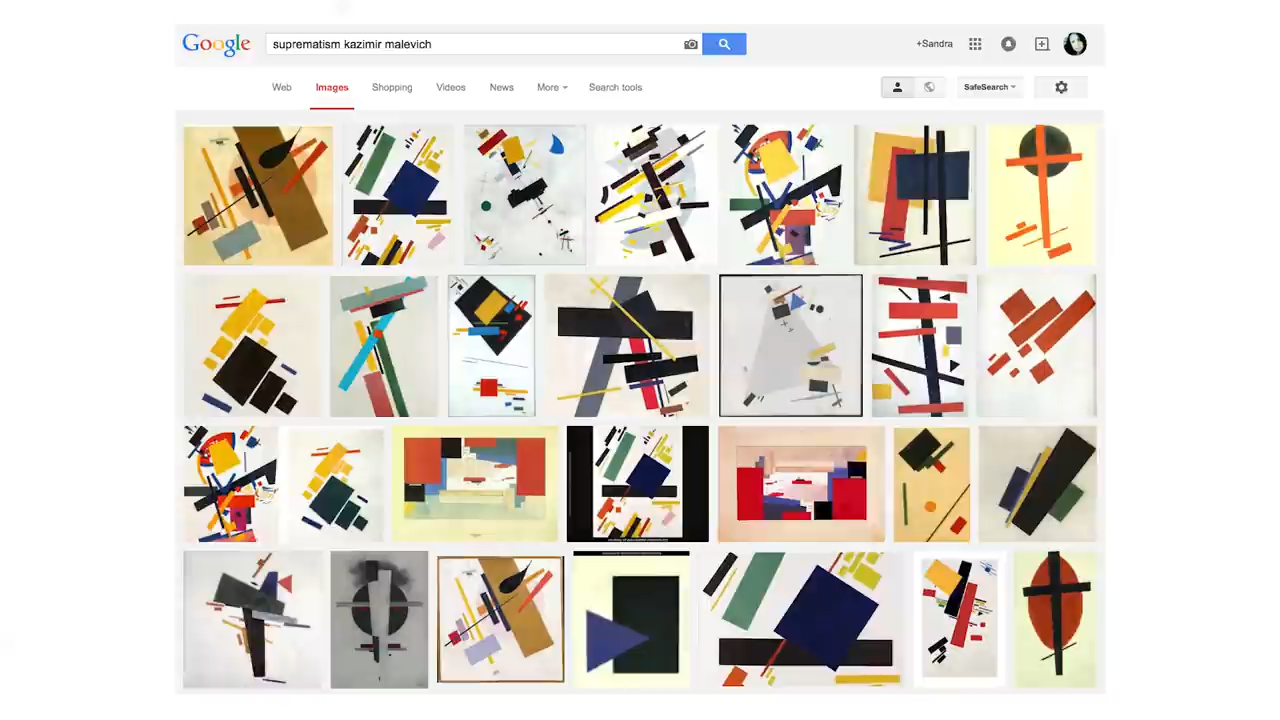 Google suprematism kazimir malevich +Sandra
Web Images Shopping Videos News More Search tools SafeSearch